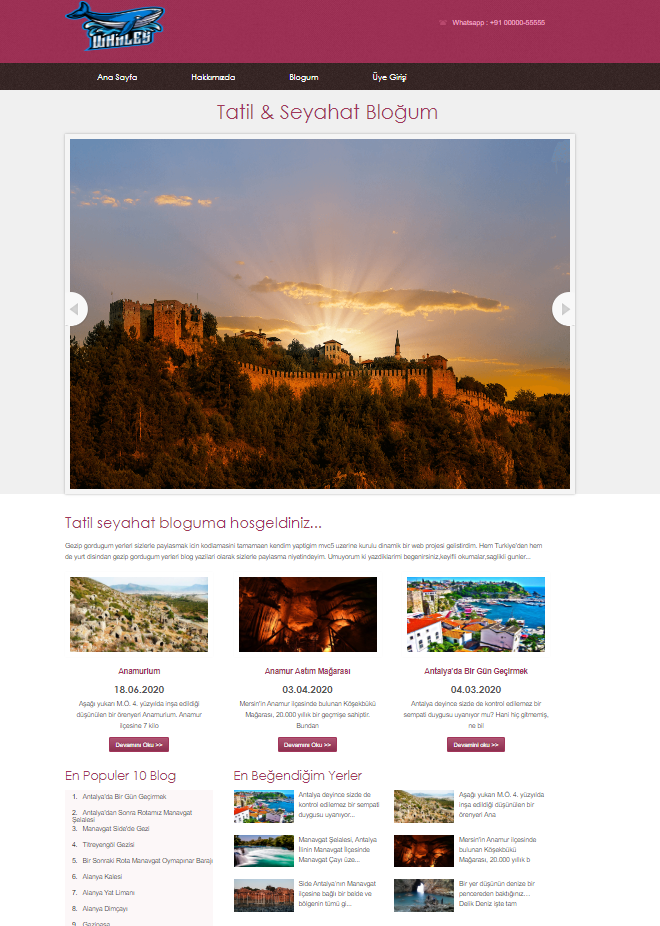 WHALEY
Whatsapp : +91 00000-55555
Ana Sayfa Hakkımızda Blogum Üye Girişi
Tatil & Seyahat Bloğum
Tatil seyahat bloguma hosgeldiniz...
Gezip gordugum yerleri sizlerle paylasmak icin kodlamasini tamamaen kendim yaptigim mvc5 uzerine kurulu dinamik bir web projesi gelistirdim, Hem Turkiye'den hem
de yurt disindan gezip gordugum yerleri blog yazilari olarak sizlerle paylasma niyetindeyim. Umuyorum ki yazdiklarimi begenirsiniz,keyifli okumalar,saglikli gunler...
Anamurium
18.06.2020
Aşağı yukarı M.Ö. 4. yüzyılda inşa edildiği
düşünülen bir örenyeri Anamurium. Anamur
ilçesine 7 kilo
Devamını Oku >>
Anamur Astım Mağarası
03.04.2020
Mersin'in Anamur ilçesinde bulunan Köşekbükü
Mağarası, 20.000 yıllık bir geçmişe sahiptir.
Bundan
Devamını Oku >>
Antalya'da Bir Gün Geçirmek
04.03.2020
Antalya deyince sizde de kontrol edilemez bir
sempati duygusu uyanıyor mu? Hani hiç gitmemiş,
ne bil
Devamini oku >>
En Populer 10 Blog
1. Antalya'da Bir Gün Geçirmek
2. Antalya'dan Sonra Rotamız Manavgat
Şelalesi
3. Manavgat Side'de Gezi
4. Titreyengöl Gezisi
5. Bir Sonraki Rota Manavgat Oymapınar Barajı
6. Alanya Kalesi
7. Alanya Yat Limanı
8. Alanya Dimçayı
9. Gazipaşa
En Beğendiğim Yerler
Antalya deyince sizde de
kontrol edilemez bir sempati
duygusu uyanıyor...
Aşağı yukarı M.Ö. 4. yüzyılda
inşa edildiği düşünülen bir
örenyeri Ana
Manavgat Şelalesi, Antalya
ilinin Manavgat ilçesinde
Manavgat Çayı üze...
Mersin'in Anamur ilçesinde
bulunan Köşekbükü
Mağarası, 20.000 yıllık b
Side Antalya'nın Manavgat
ilçesine bağlı bir belde ve
bölgenin tümü gi...
Bir yer düşünün denize bir
pencereden baktığınız....
Delik Deniz işte tam